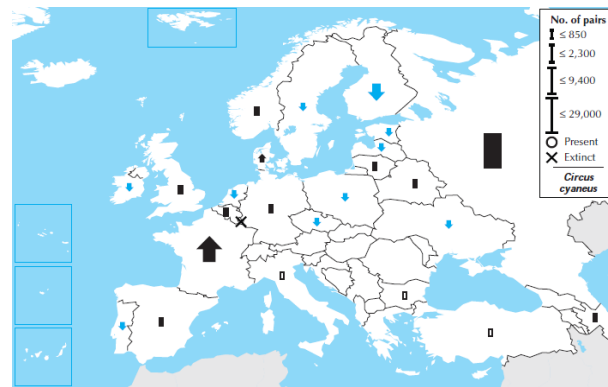 No. of pairs
≤ 850
≤ 2,300
≤ 9,400
≤ 29,000
Present
Extinct
Circus
cyaneus